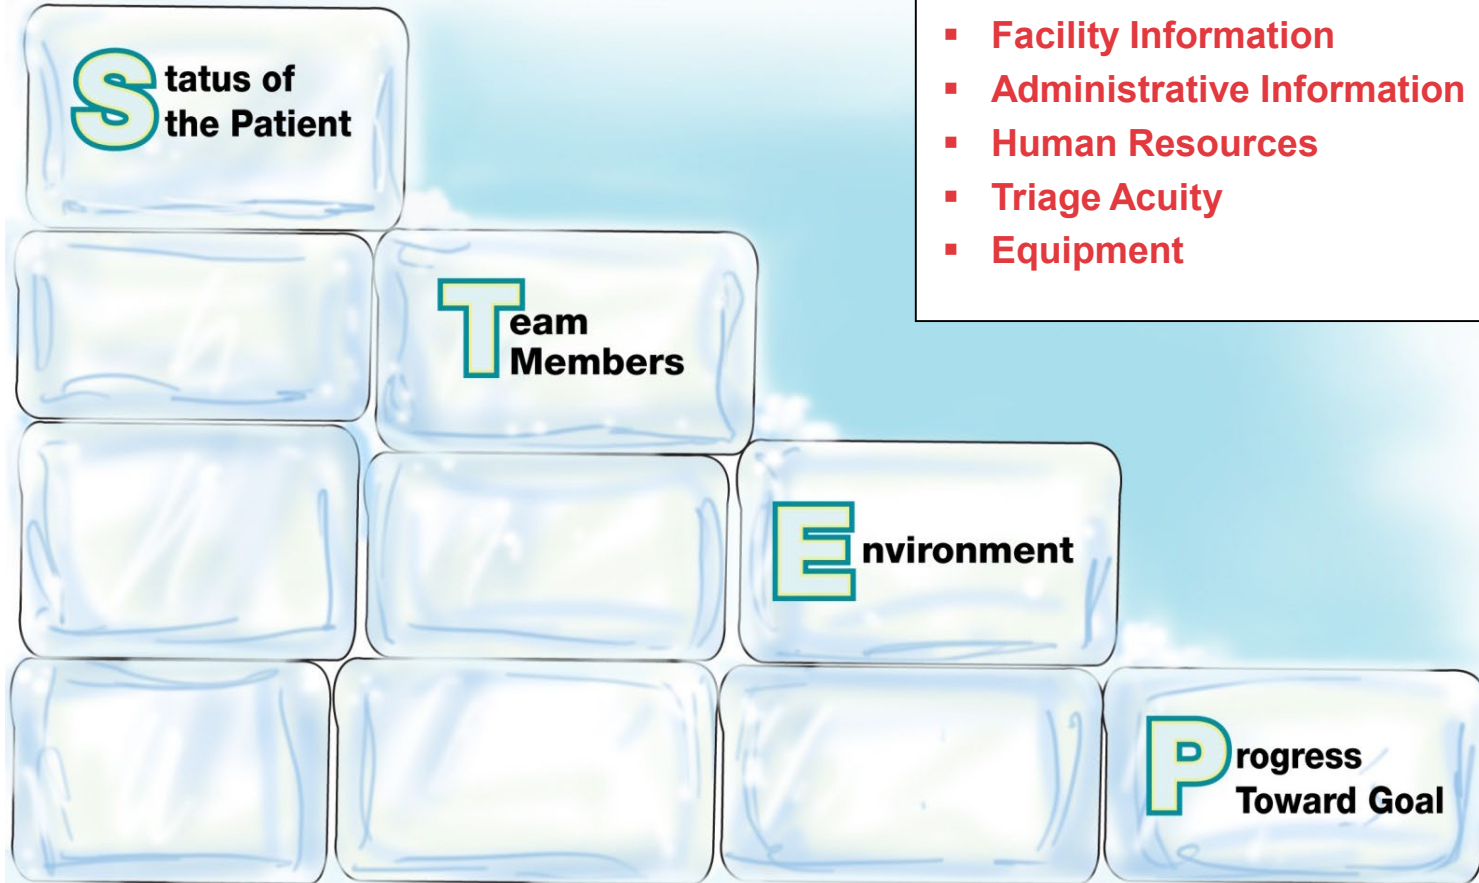 Status of
the Patient
Team
Members
Environment
Progress
Toward Goal
▪ Facility Information
▪ Administrative Information
▪ Human Resources
▪ Triage Acuity
▪ Equipment